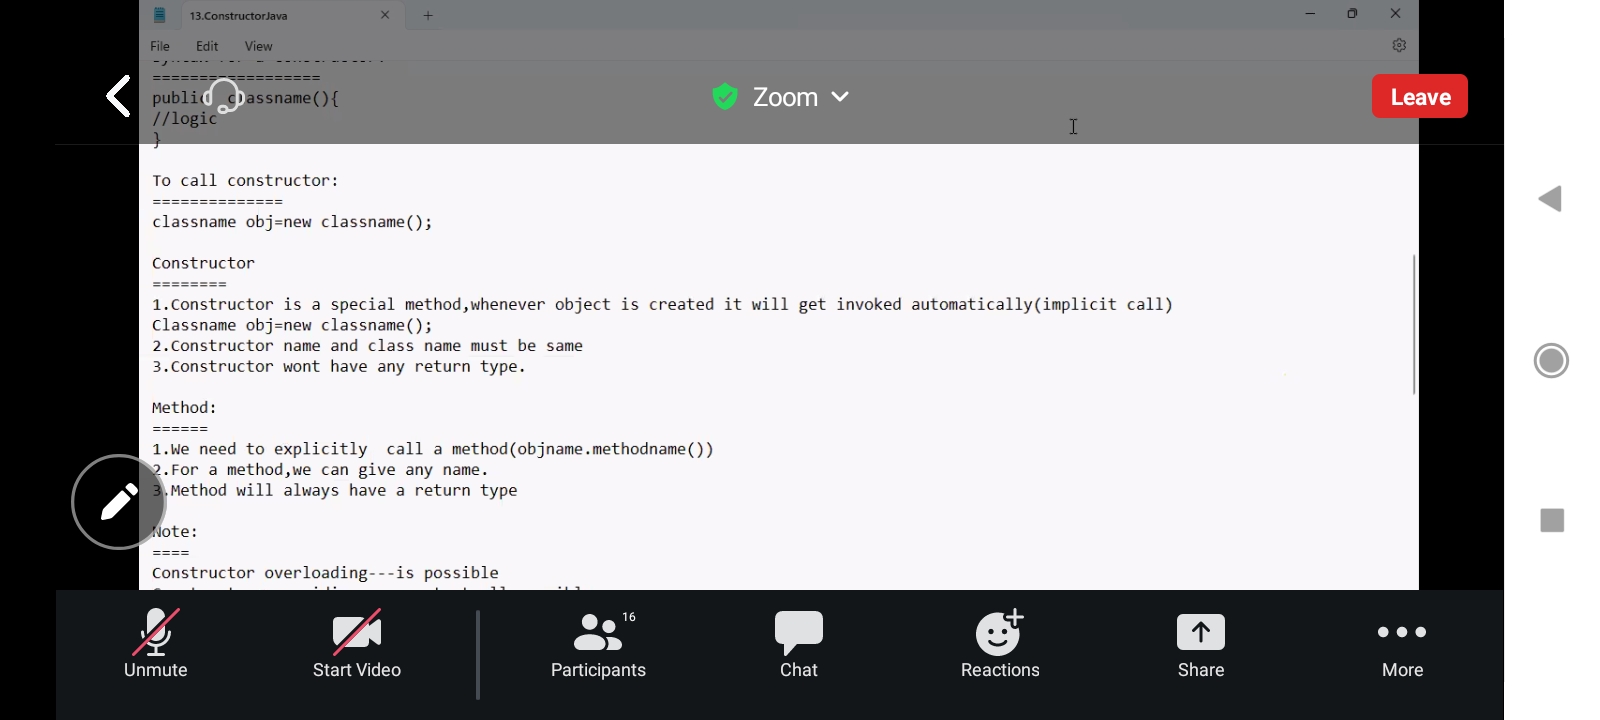 13.ConstructorJava
File Edit View
==================
public classname(){
//logic
}
Zoom
Leave
To call constructor:
==============
classname obj=new classname();
Constructor
========
1.Constructor is a special method,whenever object is created it will get invoked automatically(implicit call)
Classname obj=new classname();
2.Constructor name and class name must be same
3.Constructor wont have any return type.
Method:
======
1.We need to explicitly call a method(objname.methodname())
2.For a method,we can give any name.
3.Method will always have a return type
Note:
====
Constructor overloading---is possible
16
Unmute Start Video Participants Chat Reactions Share More